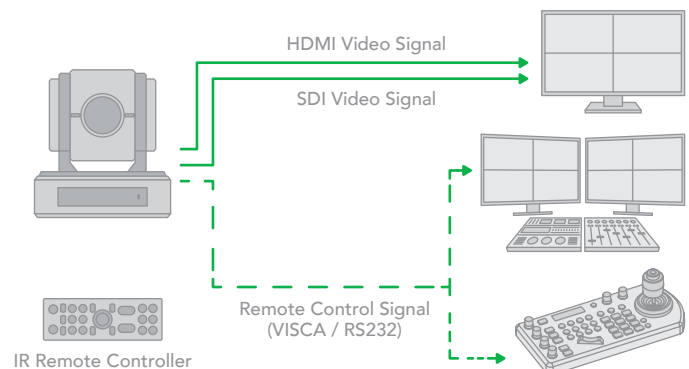 HDMI Video Signal
SDI Video Signal
Remote Control Signal
(VISCA / RS232)
IR Remote Controller